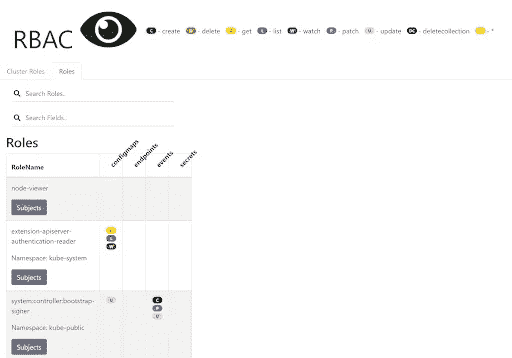 RBAC
C - create D - delete G - get L - list W - watch P - patch U - update DC - deletecollection - *
Cluster Roles Roles
Search Roles..
Search Fields..
Roles
RoleName configmaps endpoints events secrets
node-viewer
Subjects
extension-apiserver-
authentication-reader
Namespace: kube-system
Subjects
system:controller:bootstrap-
signer
Namespace: kube-public
Subjects